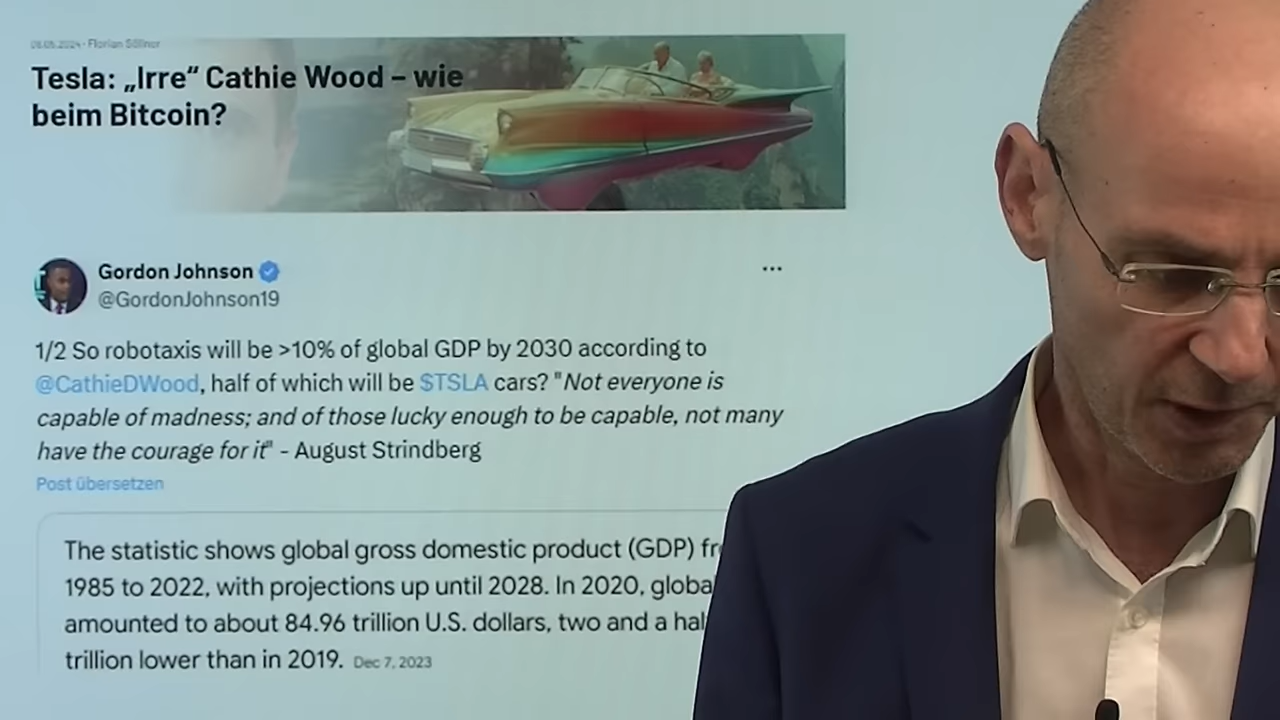 08.05.2024 - Florian Söllner
Tesla: „Irre“ Cathie Wood – wie
beim Bitcoin?
Gordon Johnson
@GordonJohnson19
1/2 So robotaxis will be >10% of global GDP by 2030 according to
@CathieDWood, half of which will be $TSLA cars? "Not everyone is
capable of madness; and of those lucky enough to be capable, not many
have the courage for it" - August Strindberg
Post übersetzen
The statistic shows global gross domestic product (GDP)
1985 to 2022, with projections up until 2028. In 2020,
amounted to about 84.96 trillion U.S. dollars, two and a
trillion lower than in 2019. Dec 7, 2023